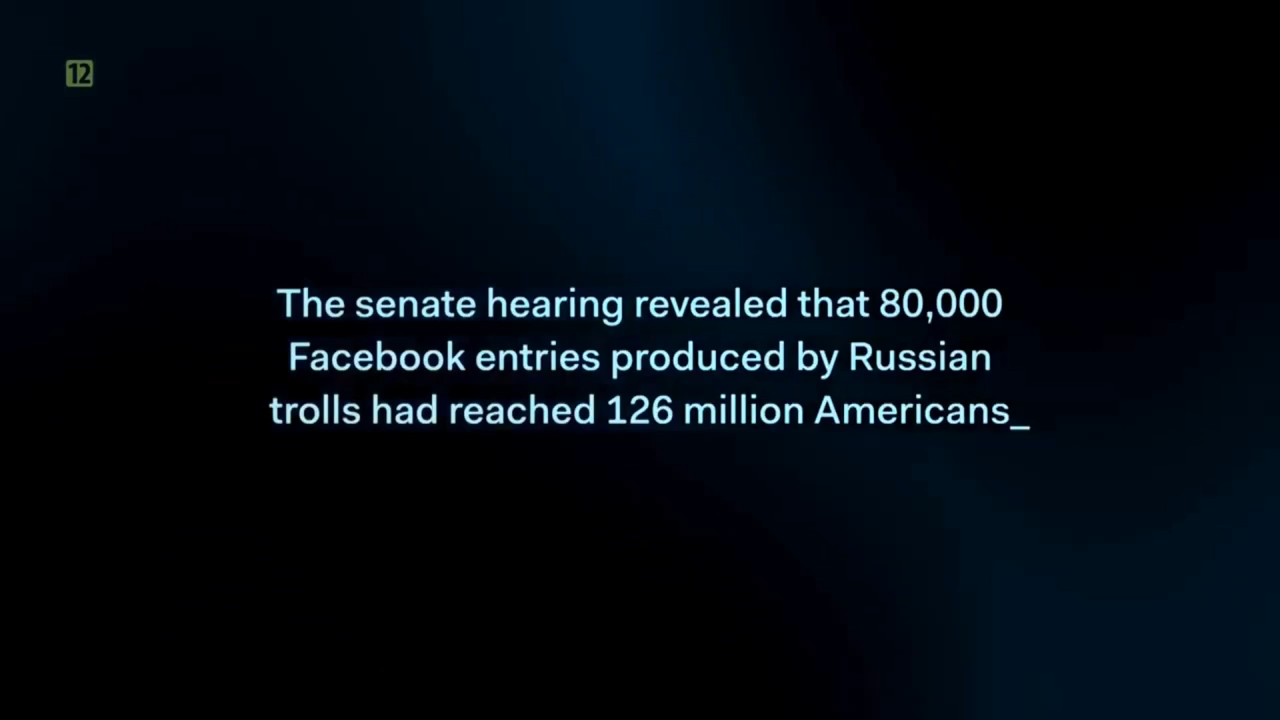 12
The senate hearing revealed that 80,000
Facebook entries produced by Russian
trolls had reached 126 million Americans_